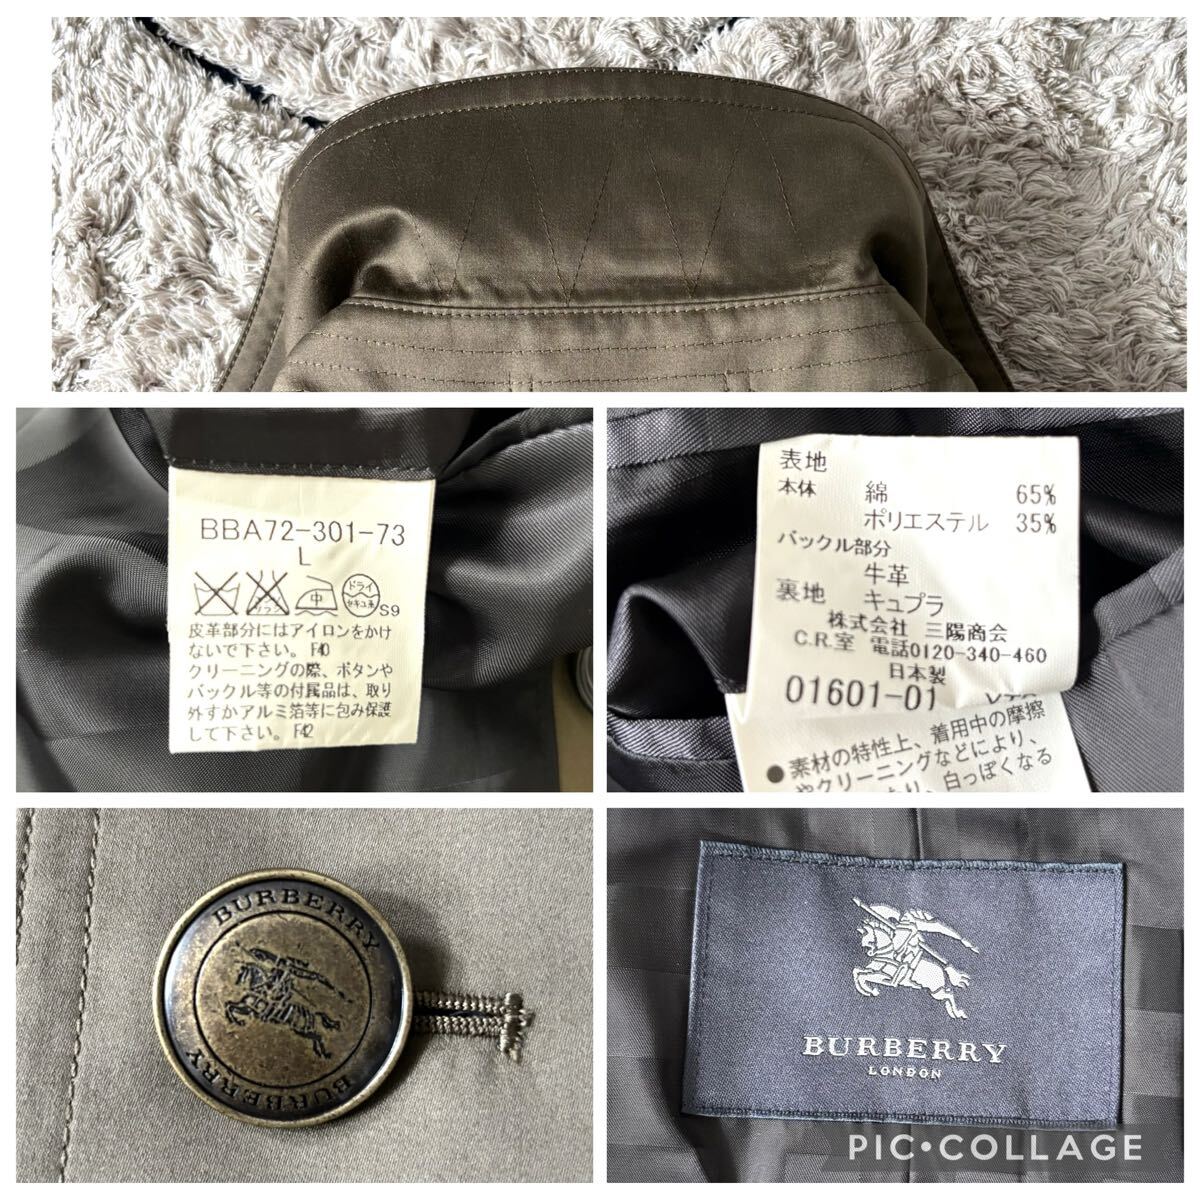 BBA72-301-73
L
中
ドライ
セキユ系
S9
皮革部分にはアイロンをかけ
ないで下さい。F40
クリーニングの際、ボタンや
バックル等の付属品は、取り
外すかアルミ箔等に包み保護
して下さい。F42
表地
本体 綿 65%
ポリエステル 35%
バックル部分
牛革
裏地 キュプラ
株式会社 三陽商会
C.R.室 電話0120-340-460
日本製
01601-01
●素材の特性上、着用中の摩擦
やクリーニングなどにより、
白っぽくなる
BURBERRY
BURBERRY
BURBERRY
LONDON
PIC•COLLAGE